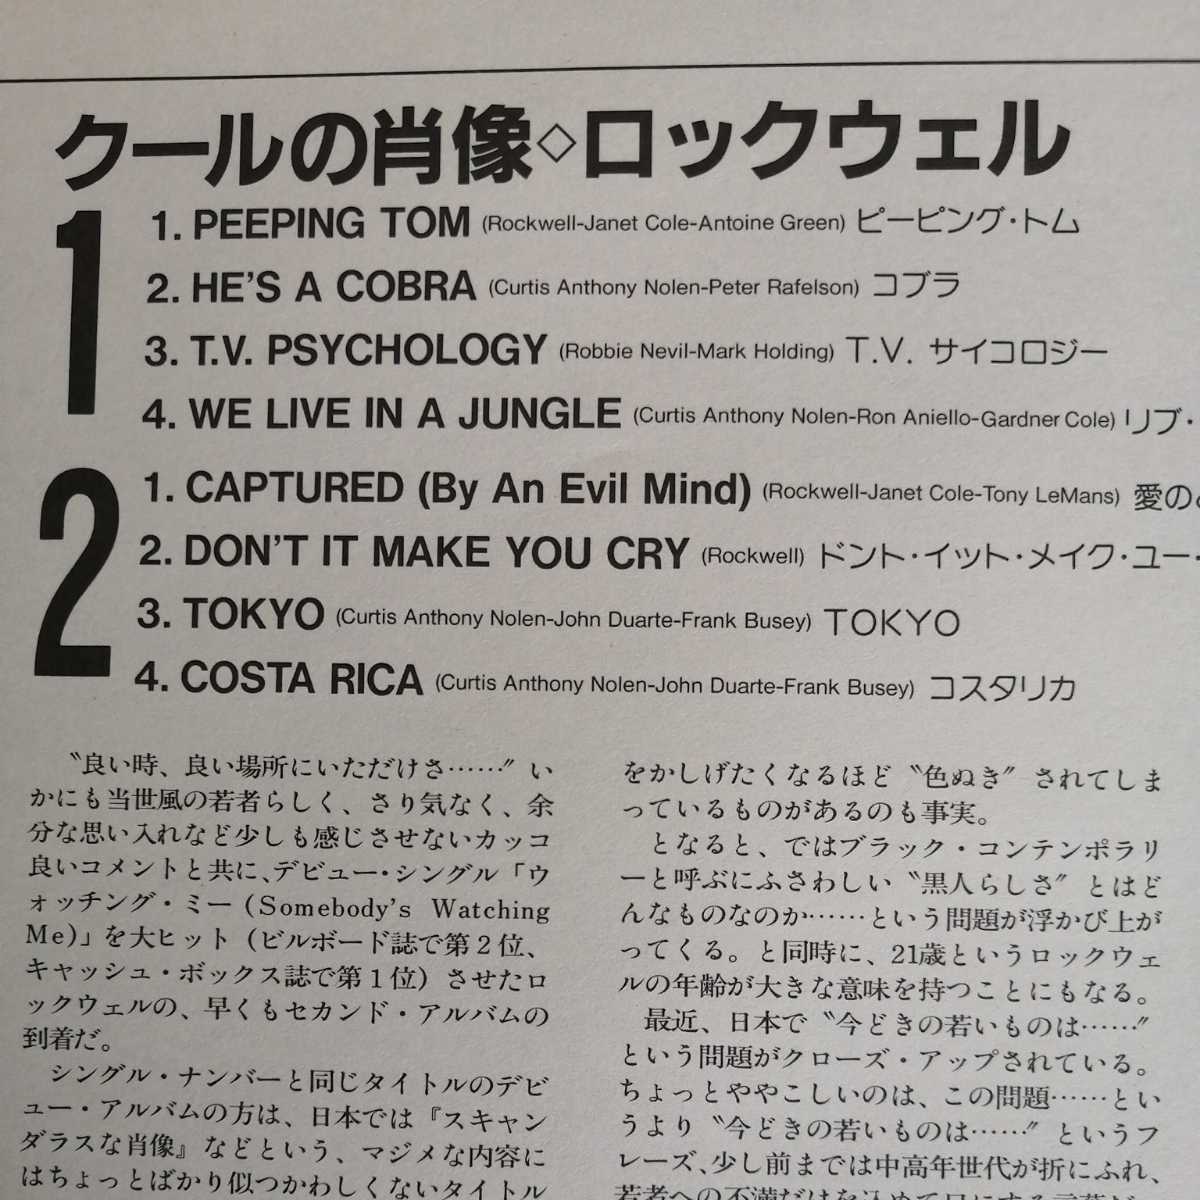 クールの肖像◇ロックウェル
1
1. PEEPING TOM (Rockwell-Janet Cole-Antoine Green) ピーピング・トム
2. HE'S A COBRA (Curtis Anthony Nolen-Peter Rafelson) コブラ
3. T.V. PSYCHOLOGY (Robbie Nevil-Mark Holding) T.V. サイコロジー
4. WE LIVE IN A JUNGLE (Curtis Anthony Nolen-Ron Aniello-Gardner Cole) リブ・
2
1. CAPTURED (By An Evil Mind) (Rockwell-Janet Cole-Tony LeMans) 愛の
2. DON'T IT MAKE YOU CRY (Rockwell) ドント・イット・メイク・ユー・
3. TOKYO (Curtis Anthony Nolen-John Duarte-Frank Busey) TOKYO
4. COSTA RICA (Curtis Anthony Nolen-John Duarte-Frank Busey) コスタリカ
〝良い時、良い場所にいただけさ……〟い
かにも当世風の若者らしく、さり気なく、余
分な思い入れなど少しも感じさせないカッコ
良いコメントと共に、デビュー・シングル「ウ
ォッチング・ミー (Somebody's Watching
Me)」を大ヒット（ビルボード誌で第2位、
キャッシュ・ボックス誌で第1位）させたロ
ックウェルの、早くもセカンド・アルバムの
到着だ。
シングル・ナンバーと同じタイトルのデビ
ュー・アルバムの方は、日本では『スキャン
ダラスな肖像』などという、マジメな内容に
はちょっとばかり似つかわしくないタイトル
をかしげたくなるほど〝色ぬき〟されてしま
っているものがあるのも事実。
となると、ではブラック・コンテンポラリ
ーと呼ぶにふさわしい〝黒人らしさ〟とはど
んなものなのか……という問題が浮かび上が
ってくる。と同時に、21歳というロックウェ
ルの年齢が大きな意味を持つことにもなる。
最近、日本で〝今どきの若いものは……〟
という問題がクローズ・アップされている。
ちょっとややこしいのは、この問題……とい
うより〝今どきの若いものは……〟というフ
レーズ、少し前までは中高年世代が折にふれ、
若者への不満だけを込めて口にする言葉